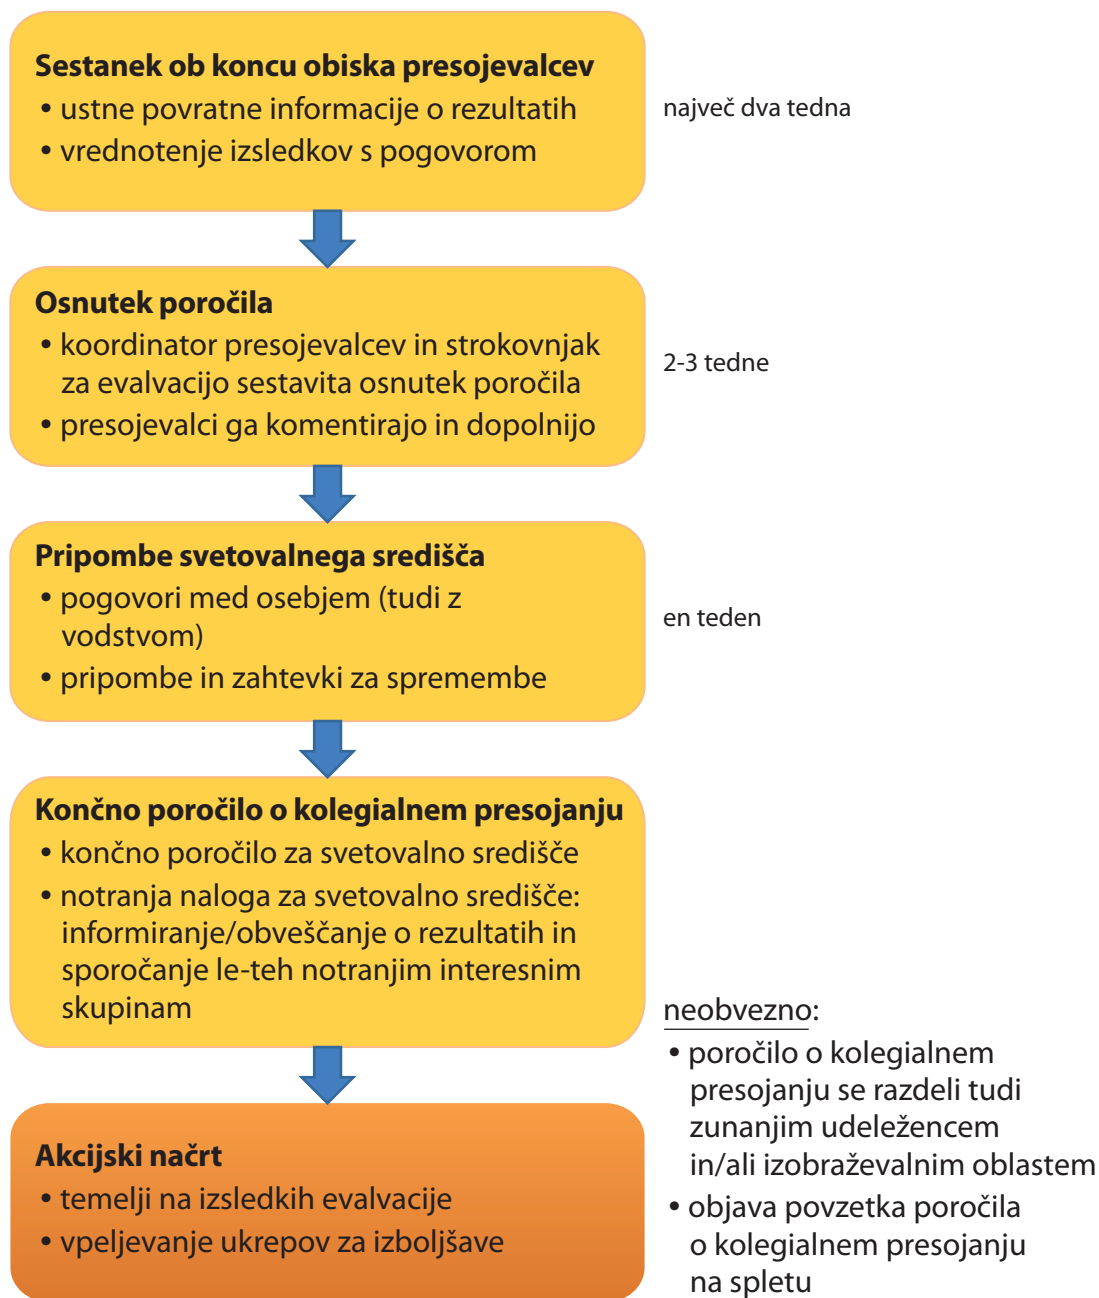 Sestanek ob koncu obiska presojevalcev
• ustne povratne informacije o rezultatih
• vrednotenje izsledkov s pogovorom
največ dva tedna
Osnutek poročila
• koordinator presojevalcev in strokovnjak
za evalvacijo sestavita osnutek poročila
• presojevalci ga komentirajo in dopolnijo
2-3 tedne
Pripombe svetovalnega središča
• pogovori med osebjem (tudi z
vodstvom)
• pripombe in zahtevki za spremembe
en teden
Končno poročilo o kolegialnem presojanju
• končno poročilo za svetovalno središče
• notranja naloga za svetovalno središče:
informiranje/obveščanje o rezultatih in
sporočanje le-teh notranjim interesnim
skupinam
neobvezno:
• poročilo o kolegialnem
presojanju se razdeli tudi
zunanjim udeležencem
in/ali izobraževalnim oblastem
• objava povzetka poročila
o kolegialnem presojanju
na spletu
Akcijski načrt
• temelji na izsledkih evalvacije
• vpeljevanje ukrepov za izboljšave